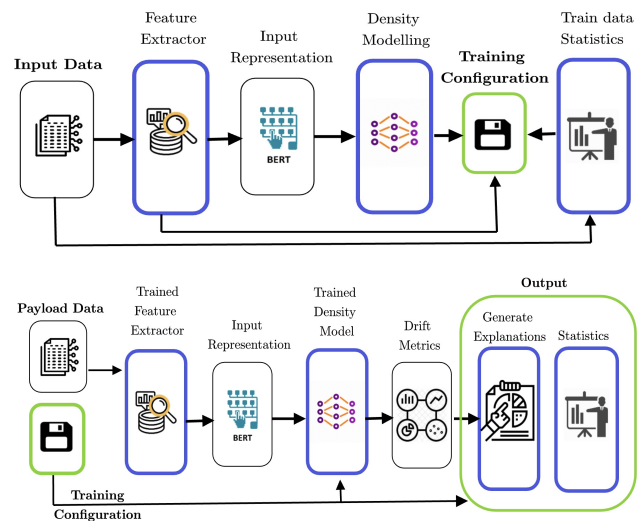 Feature
Extractor
Input
Representation
Density
Modelling
Train data
Statistics
Input Data
Training
Configuration
BERT
Output
Payload Data
Trained
Feature
Extractor
Input
Representation
Trained
Density
Model
Drift
Metrics
Generate
Explanations
Statistics
BERT
Training
Configuration